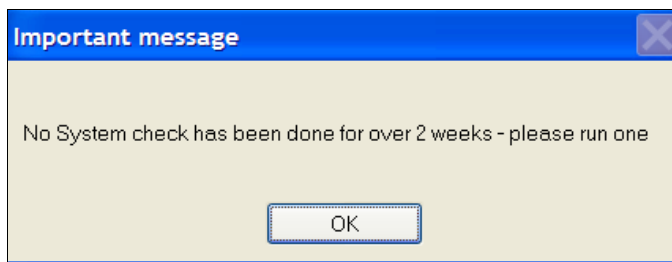 Important message
No System check has been done for over 2 weeks - please run one
OK